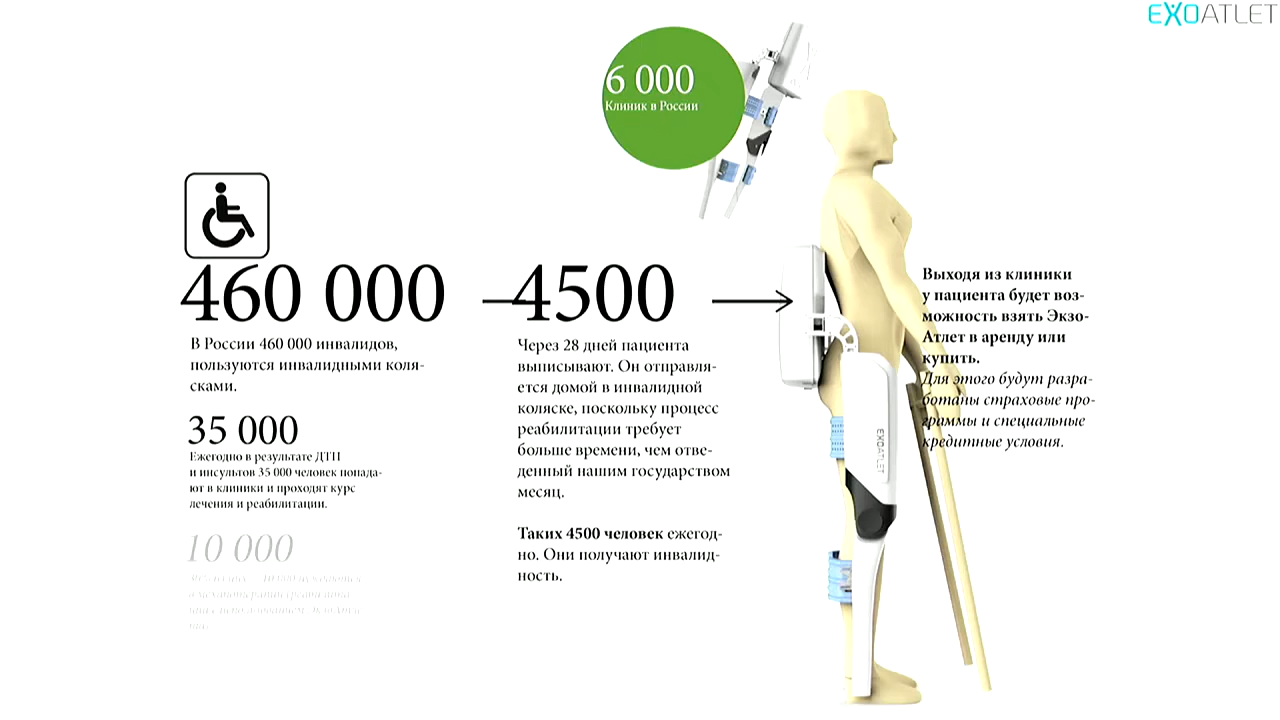 EXOATLET
6 000
Клиник в России
460 000
В России 460 000 инвалидов,
пользуются инвалидными коля-
сками.
35 000
Ежегодно в результате ДТП
и инсультов 35 000 человек попада-
ют в клиники и проходят курс
лечения и реабилитации.
10 000
4500
Через 28 дней пациента
выписывают. Он отправля-
ется домой в инвалидной
коляске, поскольку процесс
реабилитации требует
больше времени, чем отве-
денный нашим государством
месяц.
Таких 4500 человек ежегод-
но. Они получают инвалид-
ность.
Выходя из клиники
у пациента будет воз-
можность взять Экзо-
Атлет в аренду или
купить.
Для этого будут разра-
ботаны страховые про-
граммы и специальные
кредитные условия.
EXOATLET